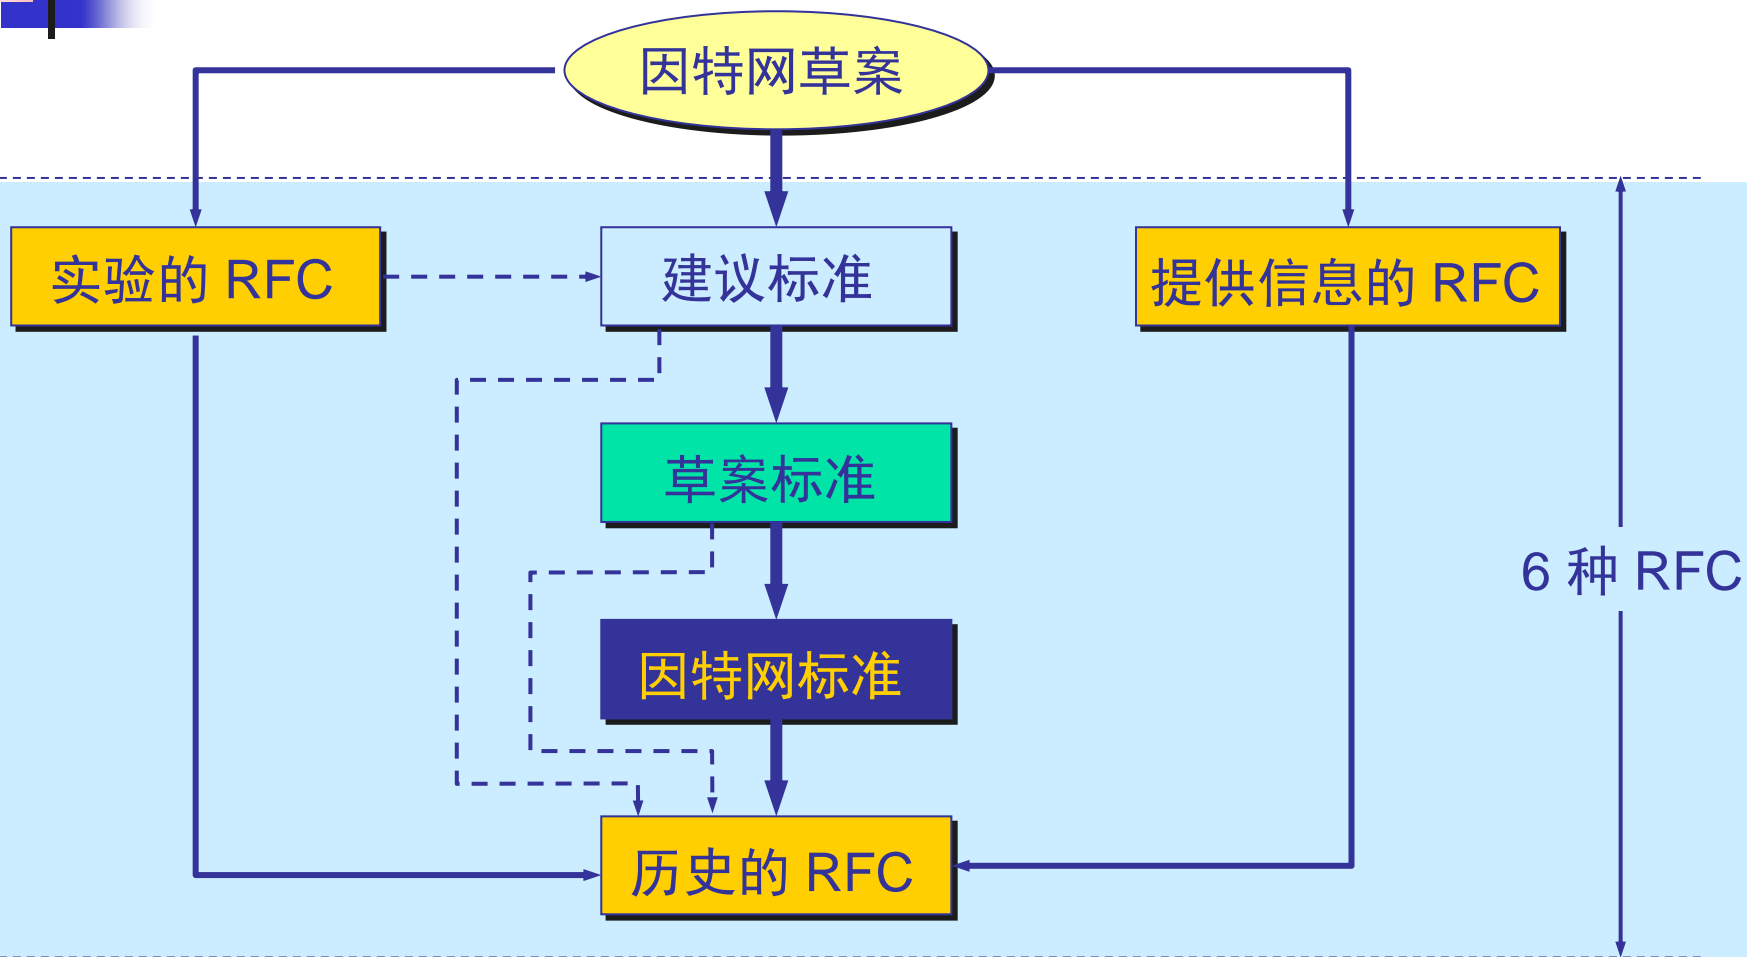 因特网草案
实验的 RFC
建议标准
提供信息的 RFC
草案标准
6 种 RFC
因特网标准
历史的 RFC